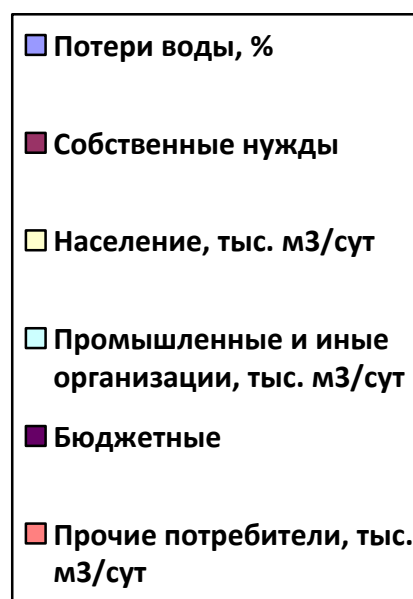 Потери воды, %
Собственные нужды
Население, тыс. м3/сут
Промышленные и иные
организации, тыс. м3/сут
Бюджетные
Прочие потребители, тыс.
м3/сут